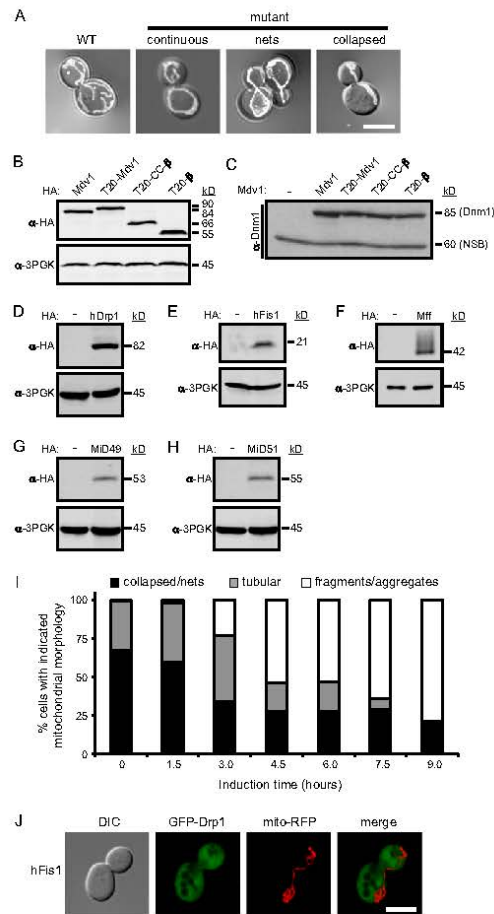 A
mutant
WT continuous nets collapsed
B
HA: Mdv1 T20-Mdv1 T20-CC-β T20-β kD
α-HA
90
84
66
55
α-3PGK 45
C
Mdv1: - Mdv1 T20-Mdv1 T20-CC-β T20-β kD
α-Dnm1
85 (Dnm1)
60 (NSB)
D
HA: - hDrp1 kD
α-HA 82
α-3PGK 45
E
HA: - hFis1 kD
α-HA 21
α-3PGK 45
F
HA: - Mff kD
α-HA 42
α-3PGK 45
G
HA: - MiD49 kD
α-HA 53
α-3PGK 45
H
HA: - MiD51 kD
α-HA 55
α-3PGK 45
I
collapsed/nets tubular fragments/aggregates
% cells with indicated
mitochondrial morphology
100
75
50
25
0.0
0 1.5 3.0 4.5 6.0 7.5 9.0
Induction time (hours)
J
DIC GFP-Drp1 mito-RFP merge
hFis1